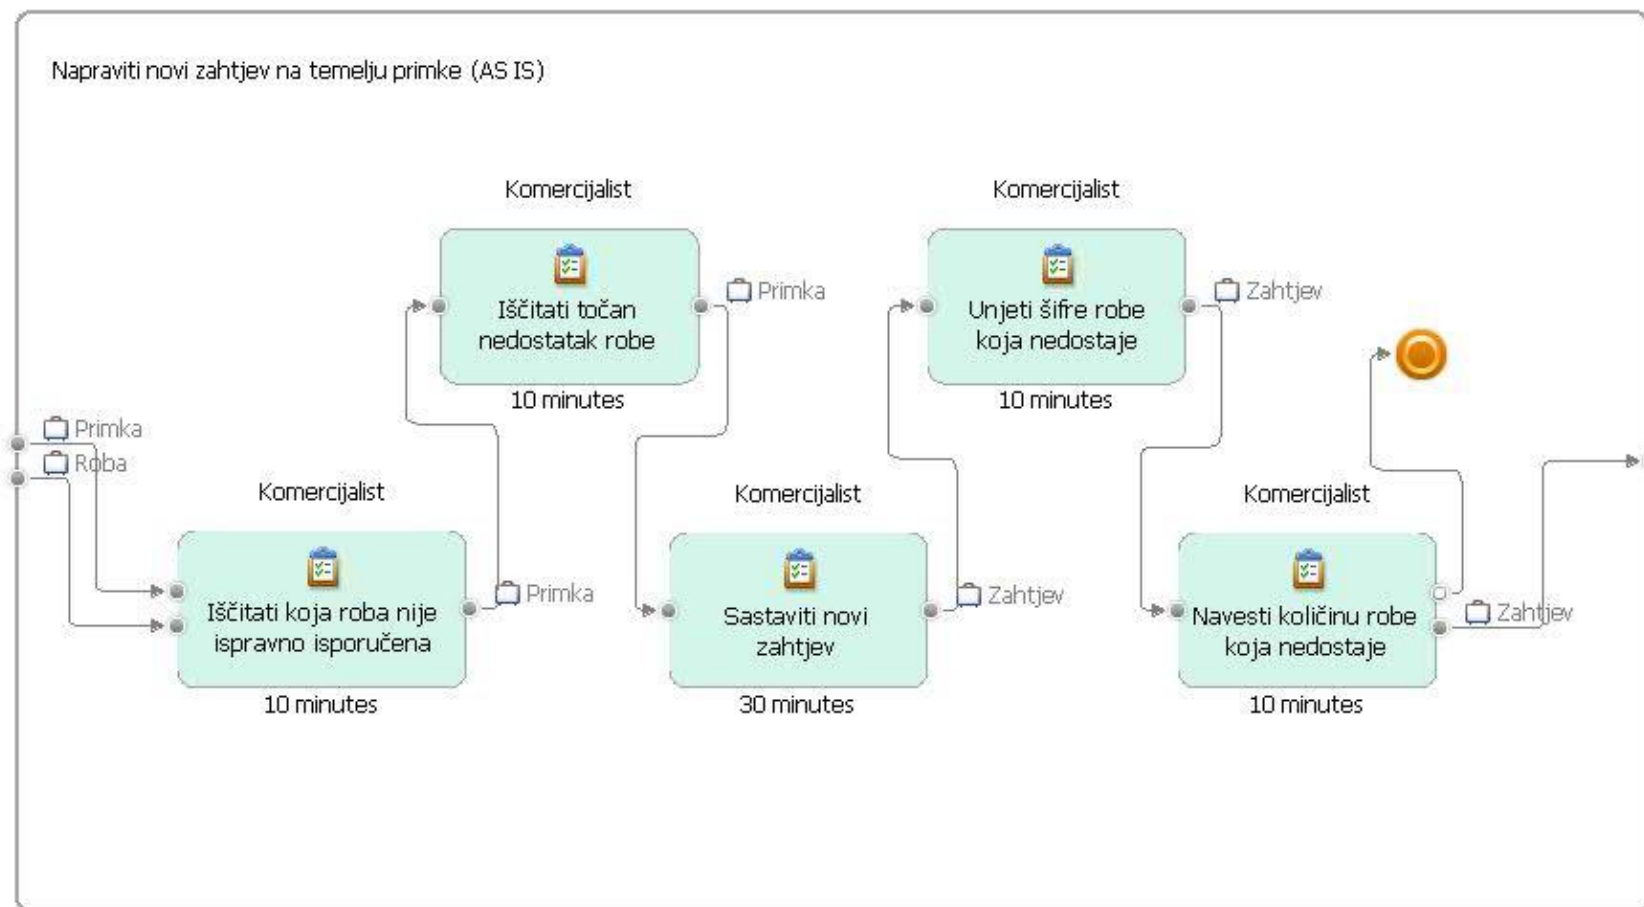 Napraviti novi zahtjev na temelju primke (AS IS)
Komercijalist
Iščitati točan
nedostatak robe
10 minutes
Primka
Komercijalist
Unjeti šifre robe
koja nedostaje
10 minutes
Zahtjev
Primka
Roba
Komercijalist
Iščitati koja roba nije
ispravno isporučena
10 minutes
Primka
Komercijalist
Sastaviti novi
zahtjev
30 minutes
Zahtjev
Komercijalist
Navesti količinu robe
koja nedostaje
10 minutes
Zahtjev